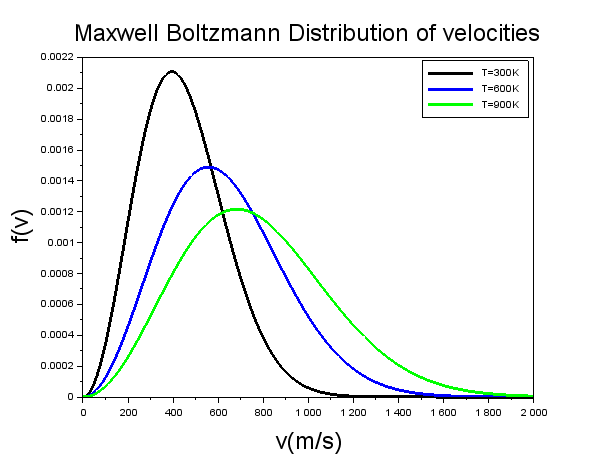 Maxwell Boltzmann Distribution of velocities
0.0022
0.002
0.0018
0.0016
0.0014
0.0012
0.001
0.0008
0.0006
0.0004
0.0002
0
T=300K
T=600K
T=900K
f(v)
0 200 400 600 800 1 000 1 200 1 400 1 600 1 800 2 000
v(m/s)